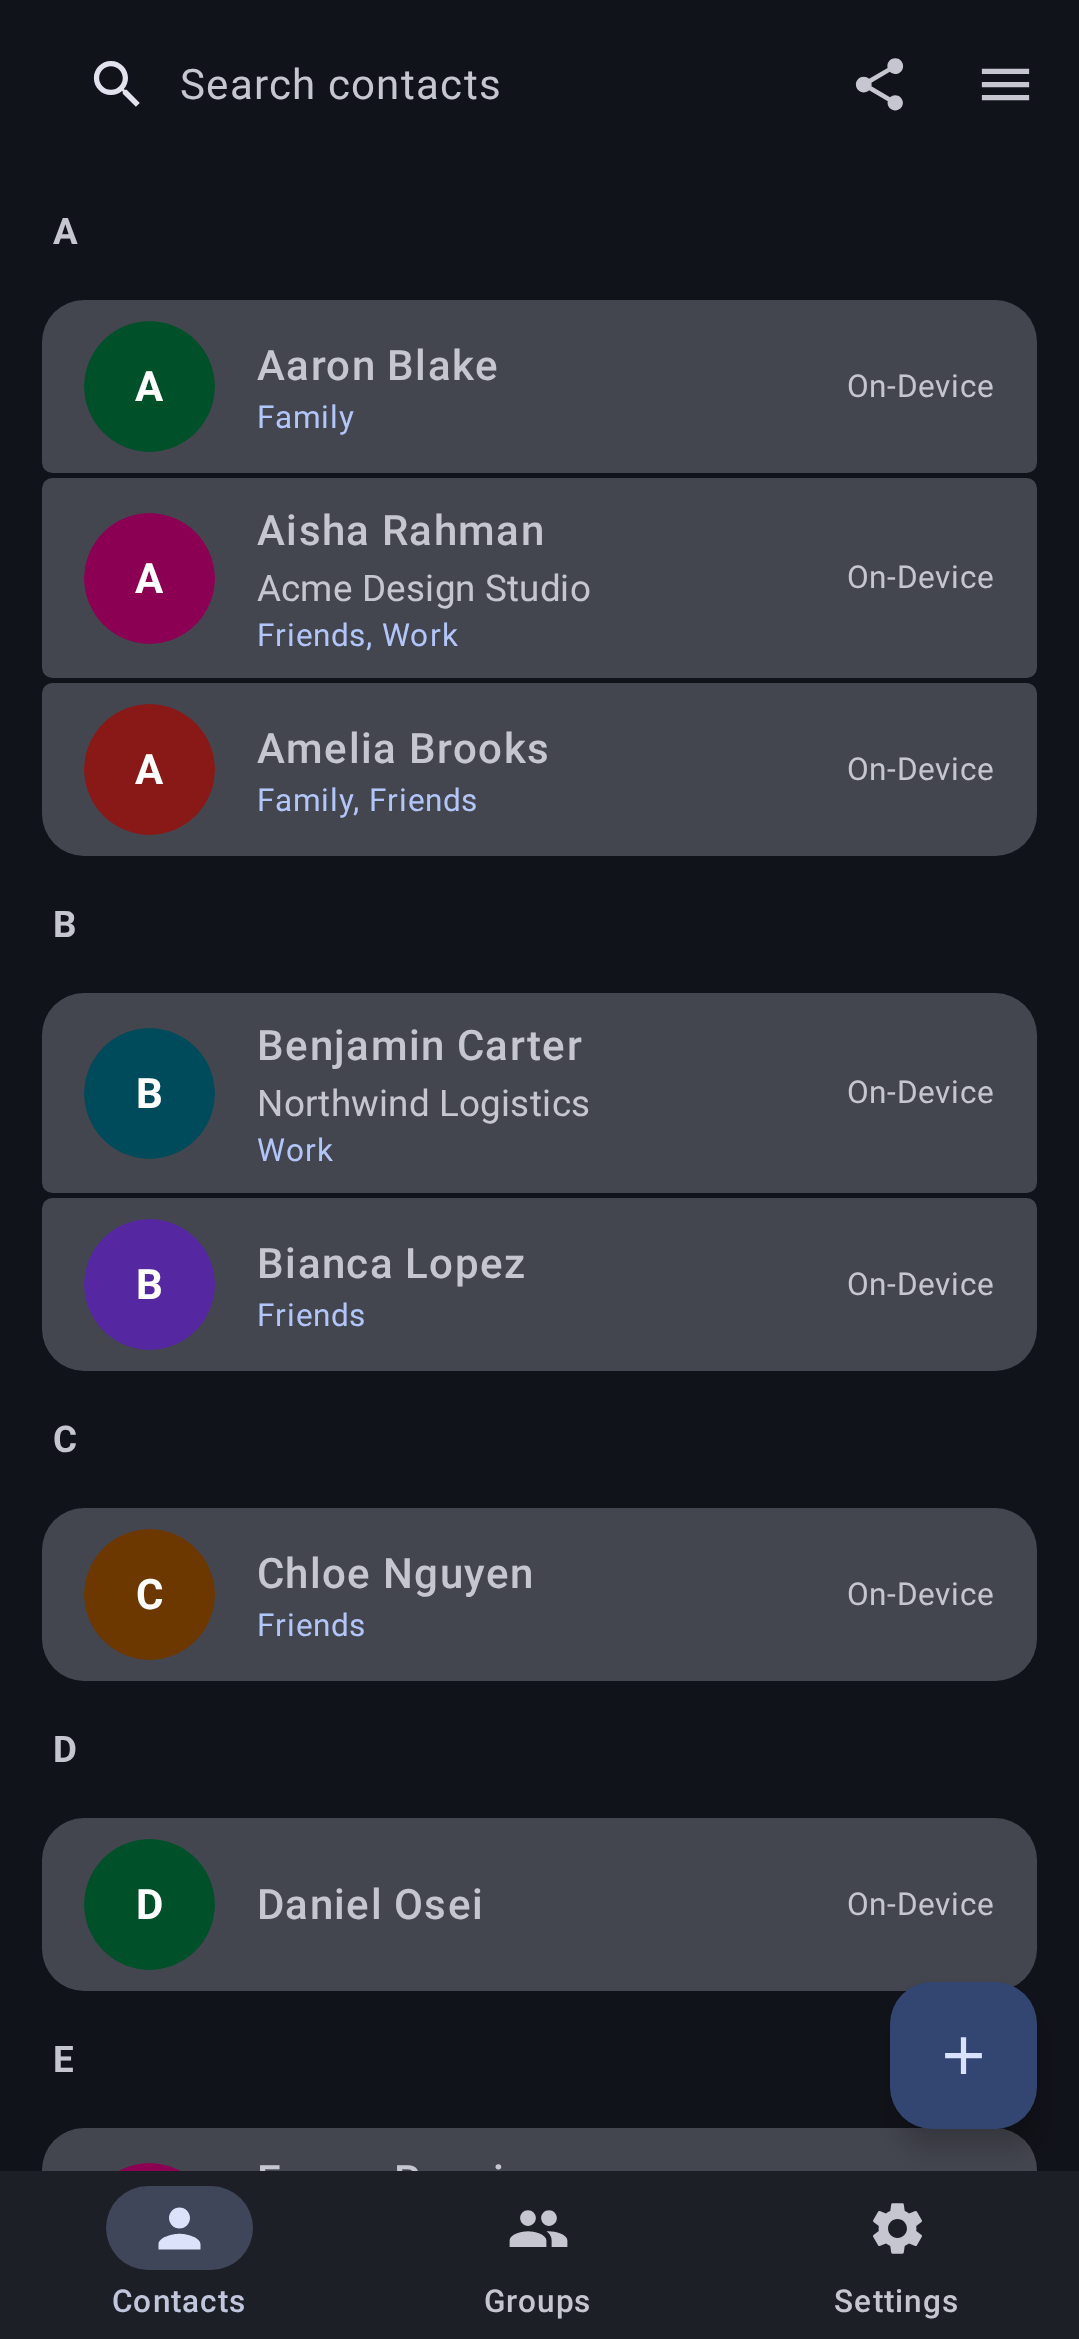 Search contacts
A
A
Aaron Blake
Family
On-Device
A
Aisha Rahman
Acme Design Studio
Friends, Work
On-Device
A
Amelia Brooks
Family, Friends
On-Device
B
B
Benjamin Carter
Northwind Logistics
Work
On-Device
B
Bianca Lopez
Friends
On-Device
C
C
Chloe Nguyen
Friends
On-Device
D
D
Daniel Osei
On-Device
E
Contacts
Groups
Settings